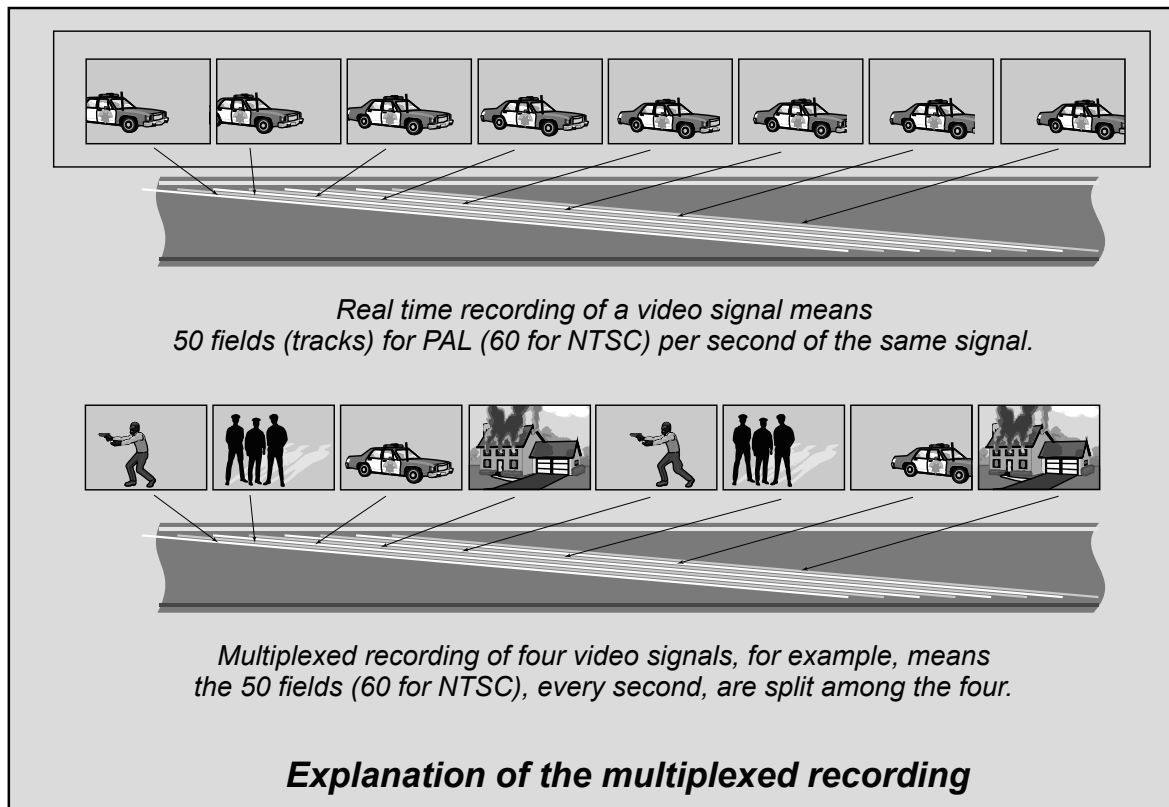 Real time recording of a video signal means
50 fields (tracks) for PAL (60 for NTSC) per second of the same signal.
Multiplexed recording of four video signals, for example, means
the 50 fields (60 for NTSC), every second, are split among the four.
Explanation of the multiplexed recording